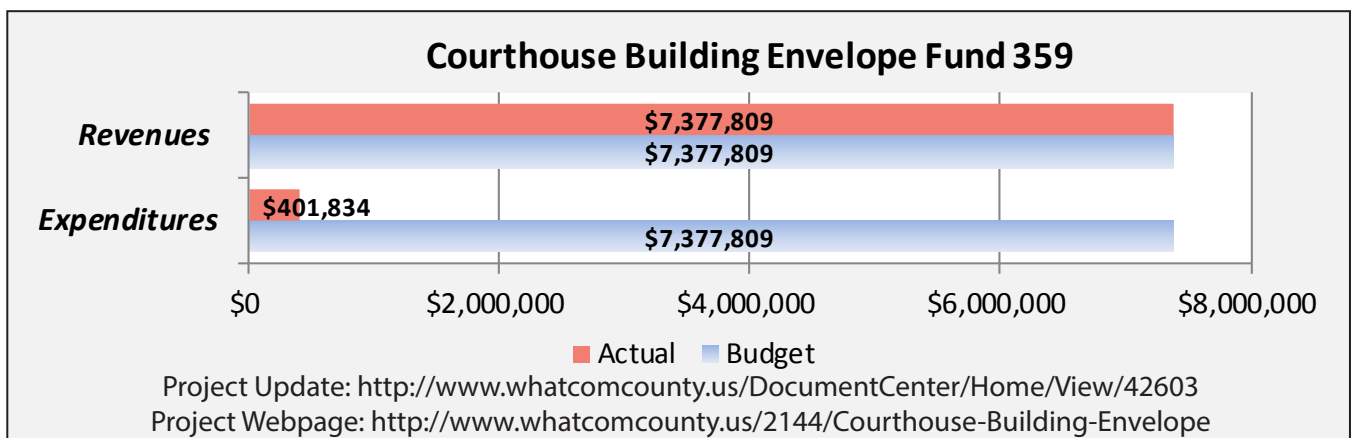 Courthouse Building Envelope Fund 359
Revenues
$7,377,809
$7,377,809
Expenditures
$401,834
$7,377,809
$0 $2,000,000 $4,000,000 $6,000,000 $8,000,000
Actual Budget
Project Update: http://www.whatcomcounty.us/DocumentCenter/Home/View/42603
Project Webpage: http://www.whatcomcounty.us/2144/Courthouse-Building-Envelope